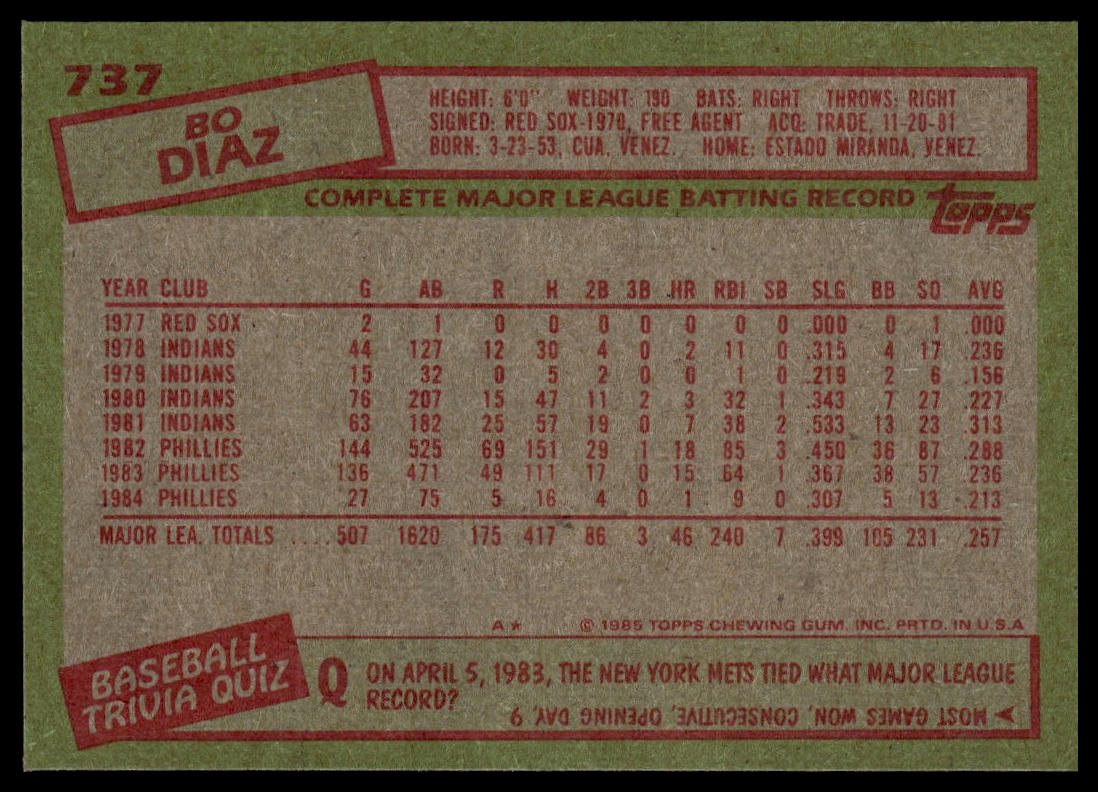 737
BO
DIAZ
HEIGHT: 6'0" WEIGHT: 190 BATS: RIGHT THROWS: RIGHT
SIGNED: RED SOX-1970, FREE AGENT ACQ: TRADE, 11-20-81
BORN: 3-23-53, CUA, VENEZ. HOME: ESTADO MIRANDA, VENEZ.
COMPLETE MAJOR LEAGUE BATTING RECORD
topps
YEAR CLUB G AB R H 2B 3B HR RBI SB SLG BB SO AVG
1977 RED SOX 2 1 0 0 0 0 0 0 0 .000 0 1 .000
1978 INDIANS 44 127 12 30 4 0 2 11 0 .315 4 17 .236
1979 INDIANS 15 32 0 5 2 0 0 1 0 .219 2 6 .156
1980 INDIANS 76 207 15 47 11 2 3 32 1 .343 7 27 .227
1981 INDIANS 63 182 25 57 19 0 7 38 2 .533 13 23 .313
1982 PHILLIES 144 525 69 151 29 1 18 85 3 .450 36 87 .288
1983 PHILLIES 136 471 49 111 17 0 15 64 1 .367 38 57 .236
1984 PHILLIES 27 75 5 16 4 0 1 9 0 .307 5 13 .213
MAJOR LEA. TOTALS .... 507 1620 175 417 86 3 46 240 7 .399 105 231 .257
A* © 1985 TOPPS CHEWING GUM, INC. PRTD. IN U.S.A
BASEBALL
TRIVIA QUIZ
Q ON APRIL 5, 1983, THE NEW YORK METS TIED WHAT MAJOR LEAGUE
RECORD?
MOST GAMES WON, CONSECUTIVE, OPENING DAY, 9